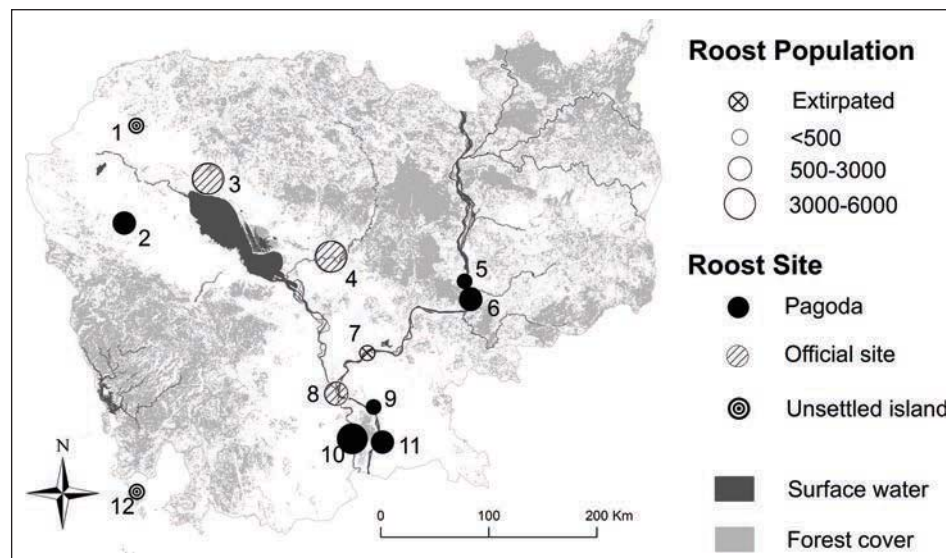 Roost Population
Extirpated
<500
500-3000
3000-6000
Roost Site
Pagoda
Official site
Unsettled island
Surface water
Forest cover
1
2
3
4
5
6
7
8
9
10
11
12
N
0 100 200 Km